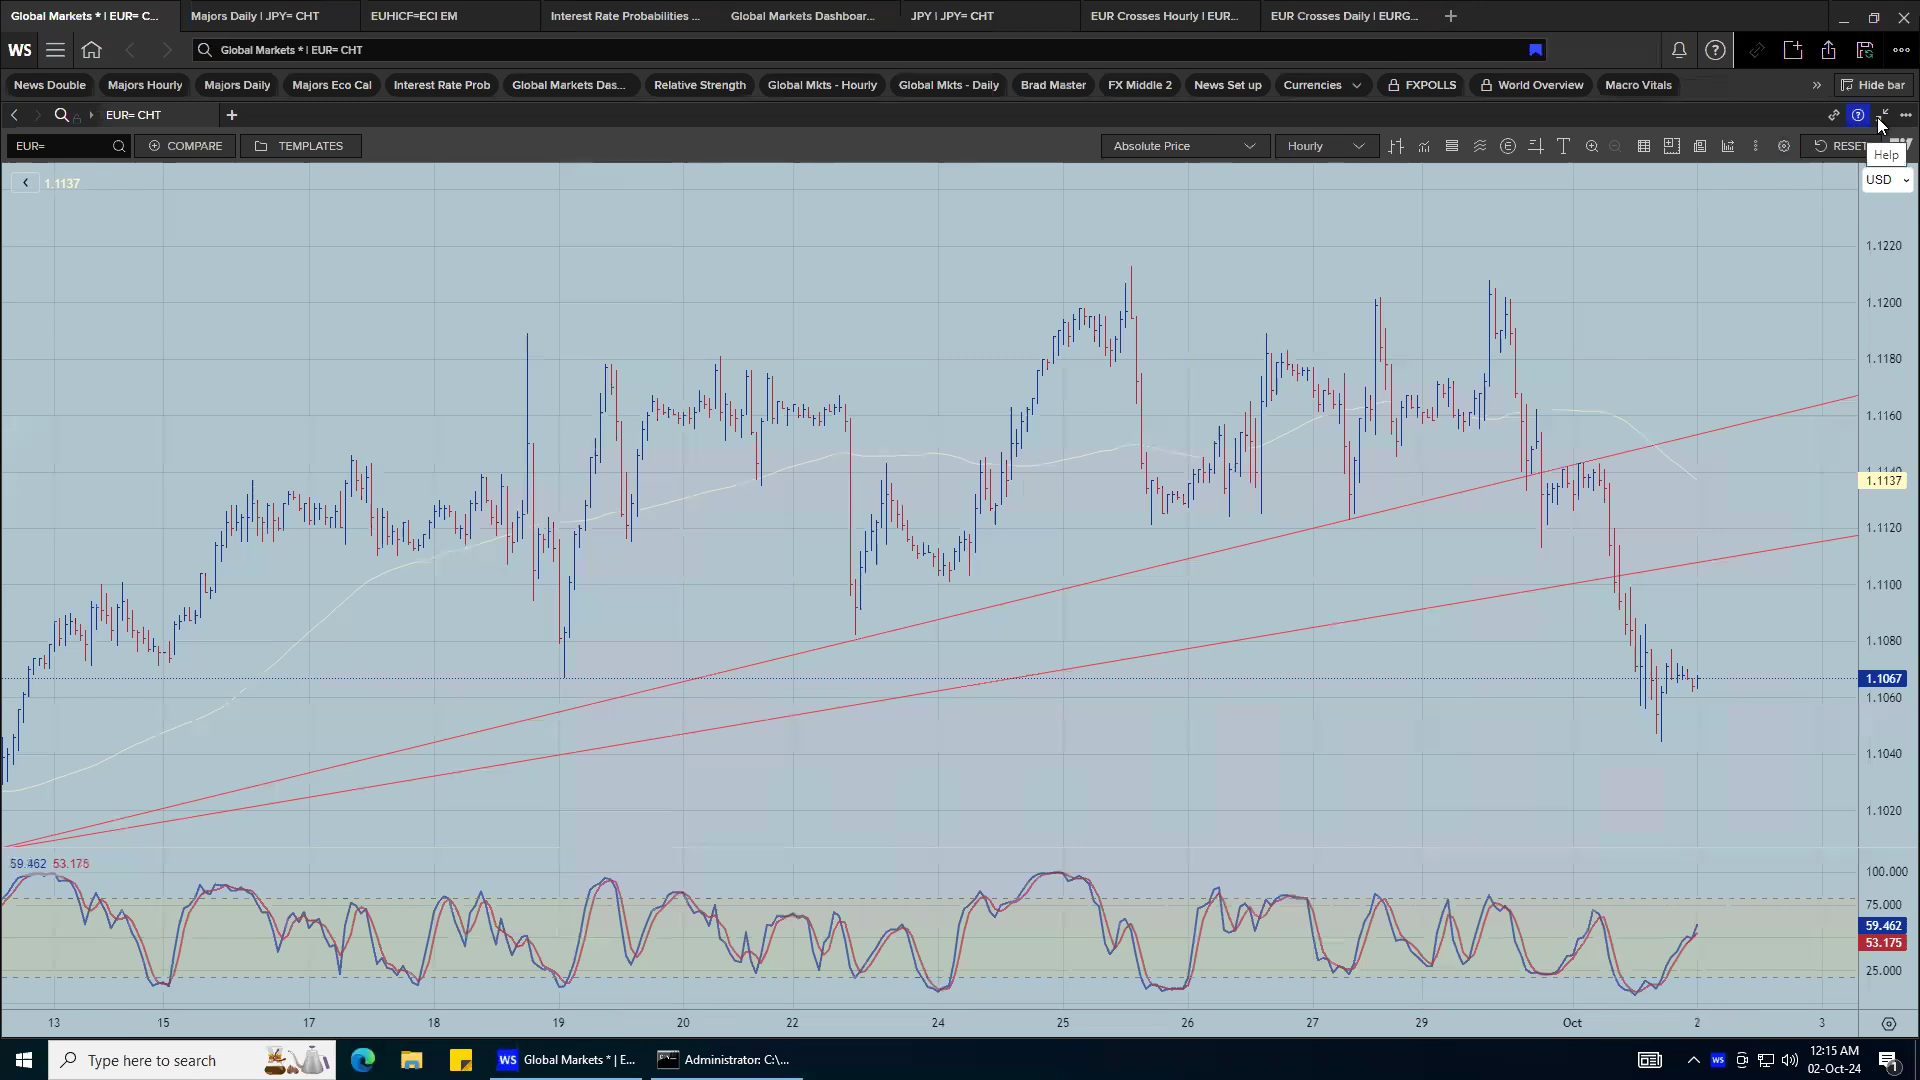 Global Markets * | EUR= C... Majors Daily | JPY= CHT EUHICF=ECI EM Interest Rate Probabilities ... Global Markets Dashboar... JPY | JPY= CHT EUR Crosses Hourly | EUR... EUR Crosses Daily | EURG...
WS Global Markets * | EUR= CHT
News Double Majors Hourly Majors Daily Majors Eco Cal Interest Rate Prob Global Markets Das... Relative Strength Global Mkts - Hourly Global Mkts - Daily Brad Master FX Middle 2 News Set up Currencies FXPOLLS World Overview Macro Vitals » Hide bar
EUR= CHT
EUR= COMPARE TEMPLATES Absolute Price Hourly RESET
Help
1.1137 USD
1.1220
1.1200
1.1180
1.1160
1.1140
1.1137
1.1120
1.1100
1.1080
1.1067
1.1060
1.1040
1.1020
59.462 53.175
100.000
75.000
59.462
53.175
25.000
13 15 17 18 19 20 22 24 25 26 27 29 Oct 2 3
Type here to search WS Global Markets * | E... Administrator: C:\... WS 12:15 AM
02-Oct-24 1